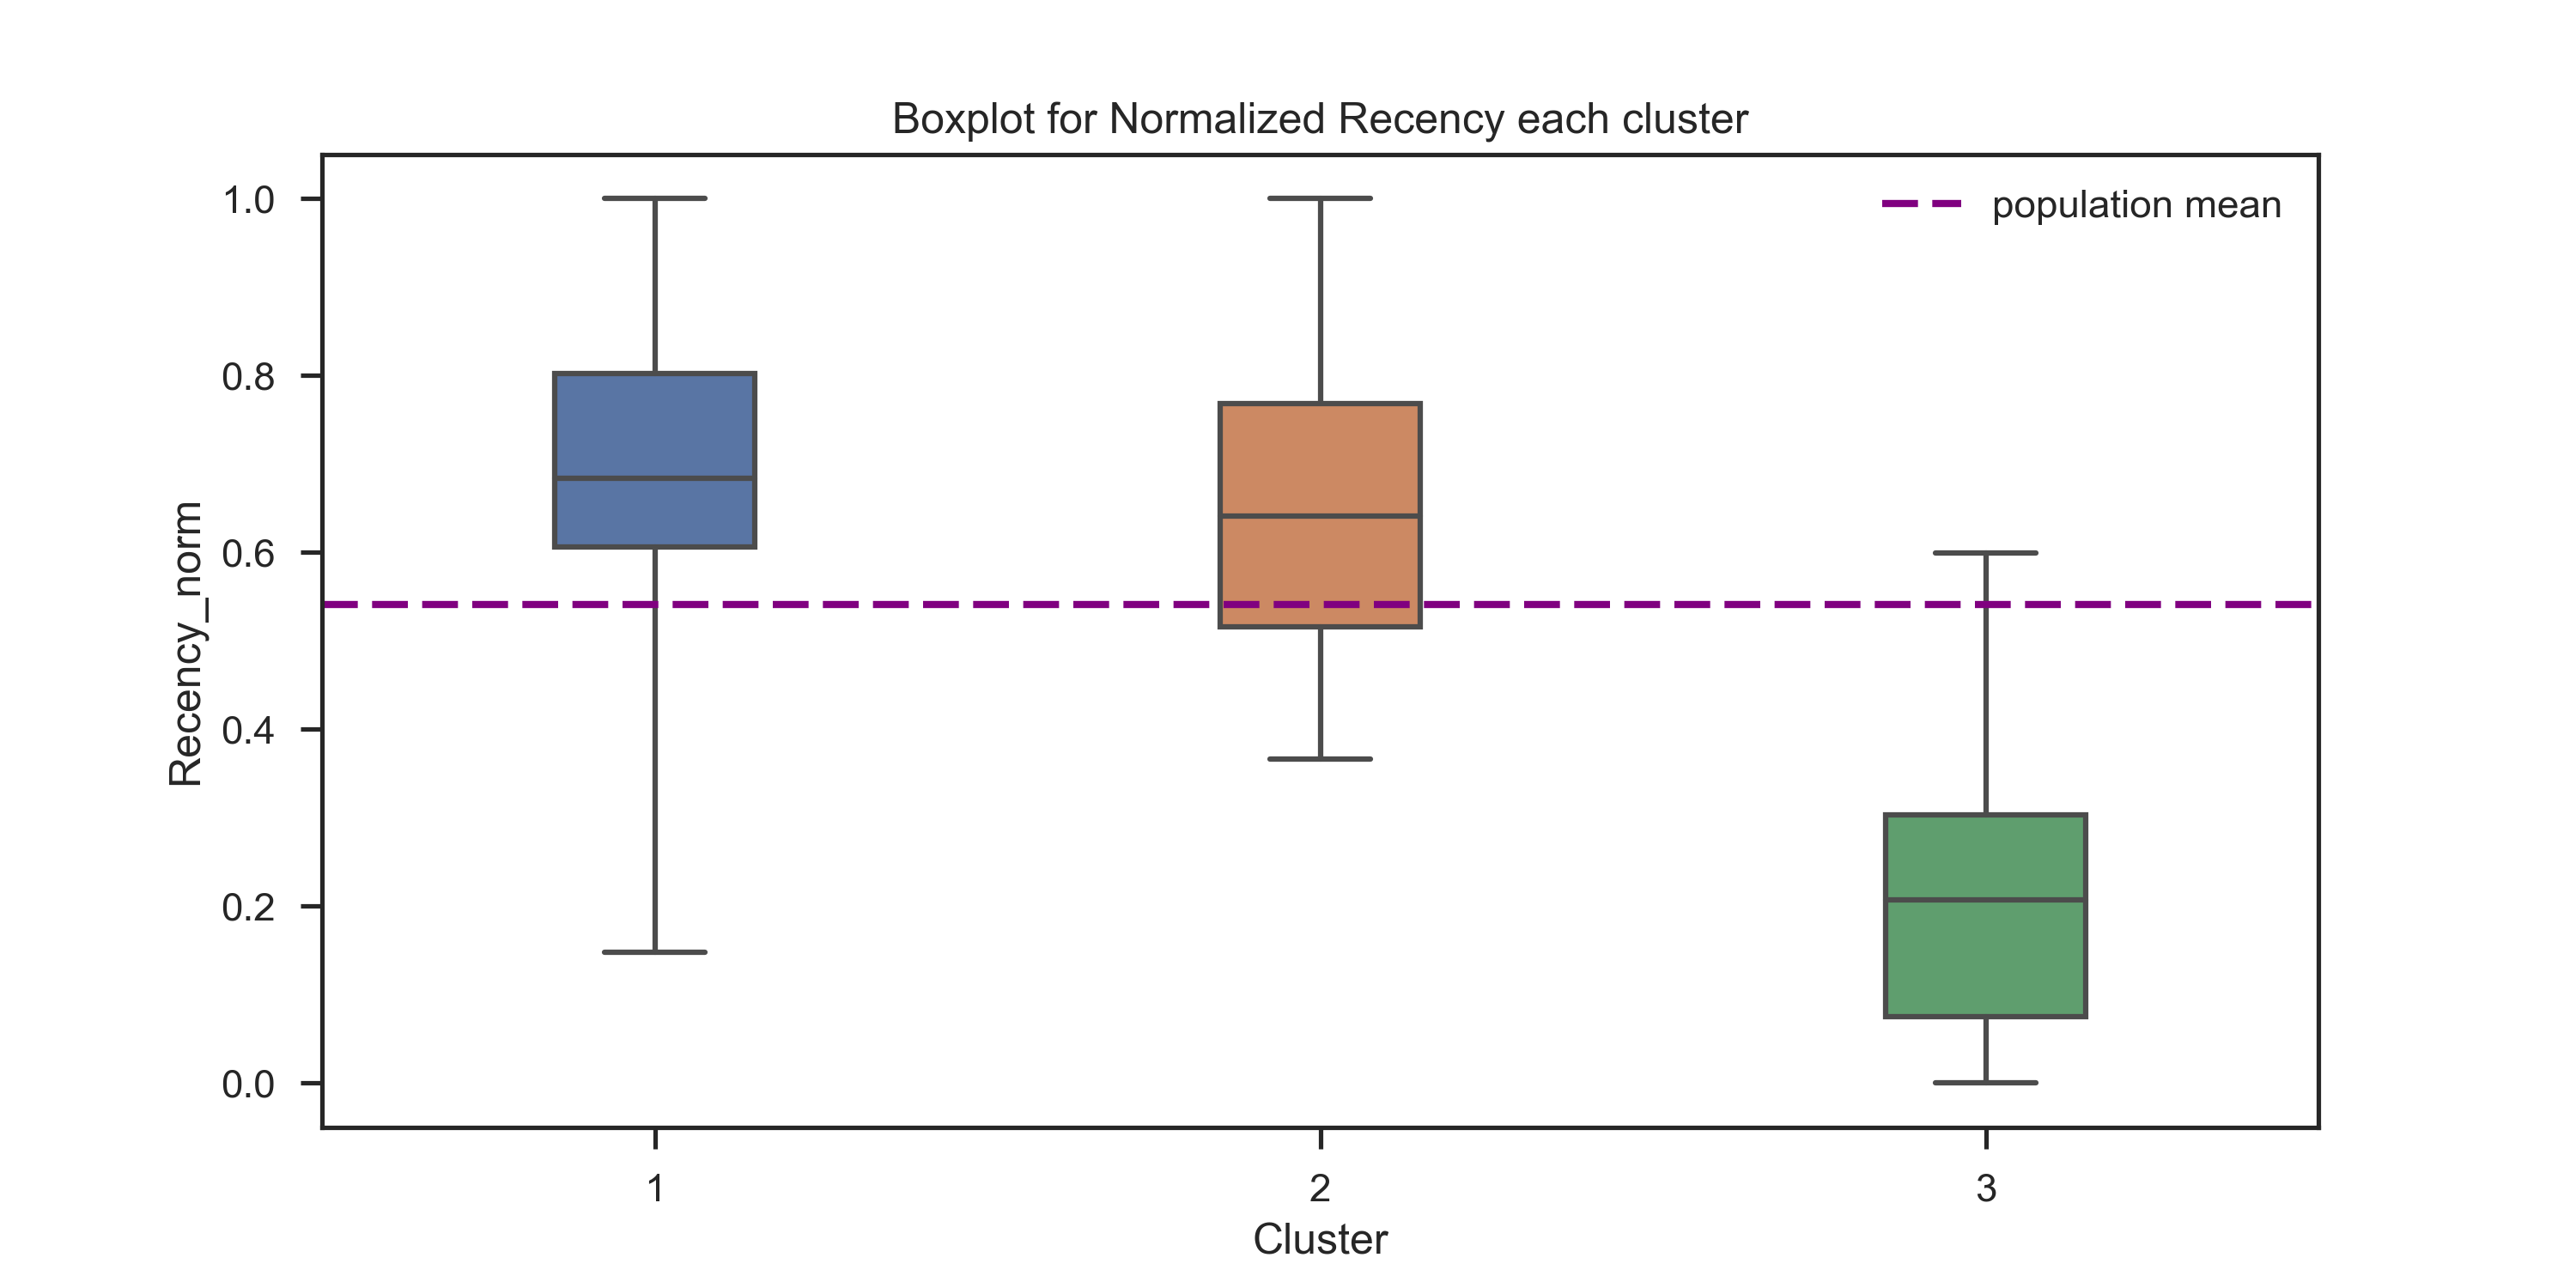 Boxplot for Normalized Recency each cluster
population mean
1.0
0.8
0.6
0.4
0.2
0.0
Recency_norm
1
2
3
Cluster